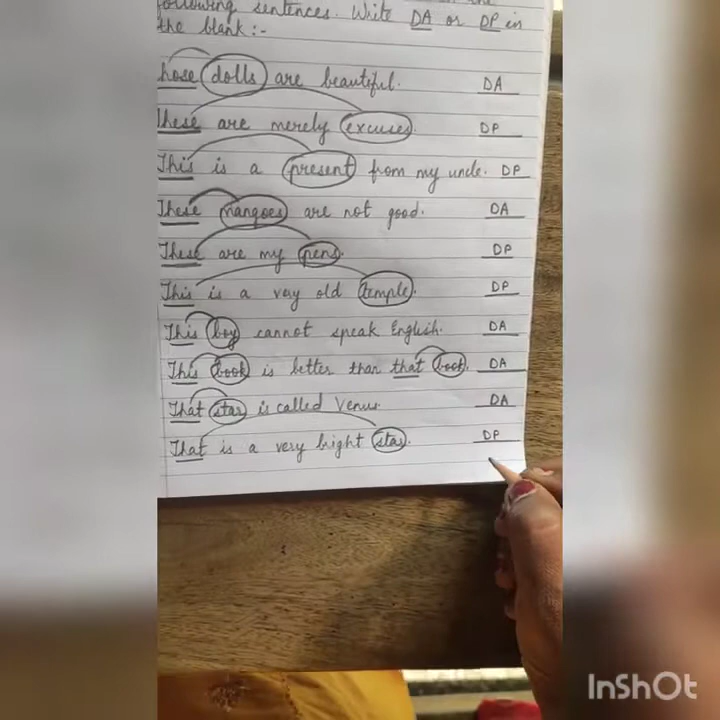 following sentences. Write DA or DP in
the blank:-
hose dolls are beautiful. DA
These are merely excuses. DP
This is a present from my uncle. DP
These mangoes are not good. DA
These are my pens. DP
This is a very old temple. DP
This boy cannot speak English. DA
This book is better than that book. DA
That star is called Venus. DA
That is a very bright star. DP
InShOt